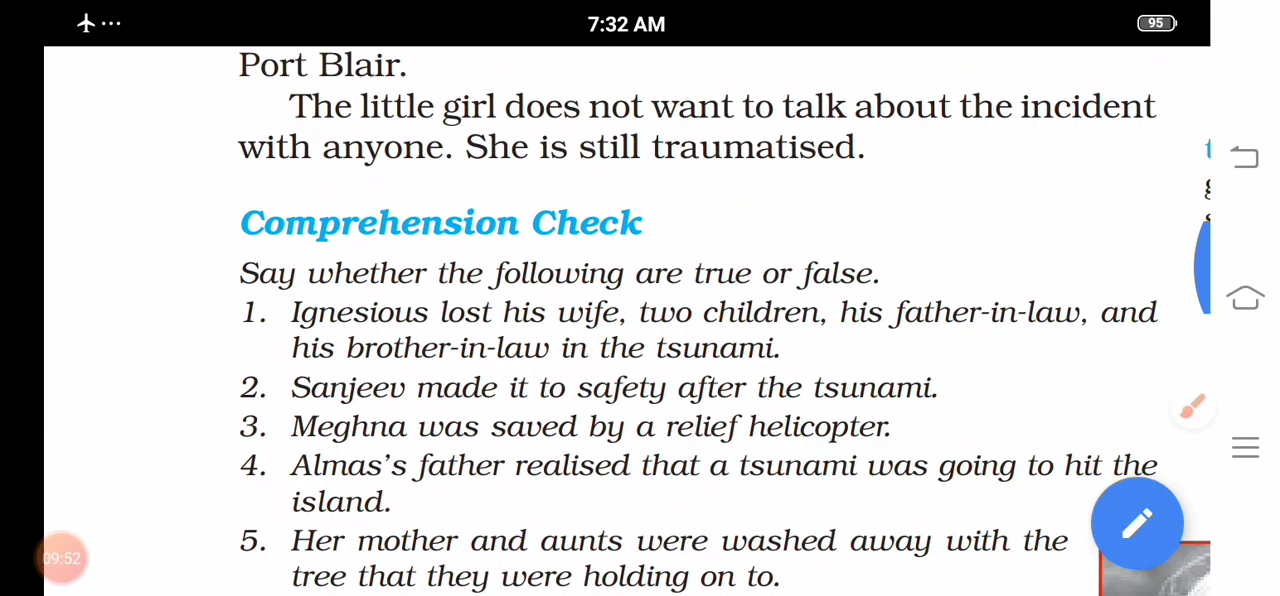 7:32 AM
95
Port Blair.
The little girl does not want to talk about the incident
with anyone. She is still traumatised.
Comprehension Check
Say whether the following are true or false.
1. Ignesious lost his wife, two children, his father-in-law, and
his brother-in-law in the tsunami.
2. Sanjeev made it to safety after the tsunami.
3. Meghna was saved by a relief helicopter.
4. Almas's father realised that a tsunami was going to hit the
island.
5. Her mother and aunts were washed away with the
tree that they were holding on to.
09:52